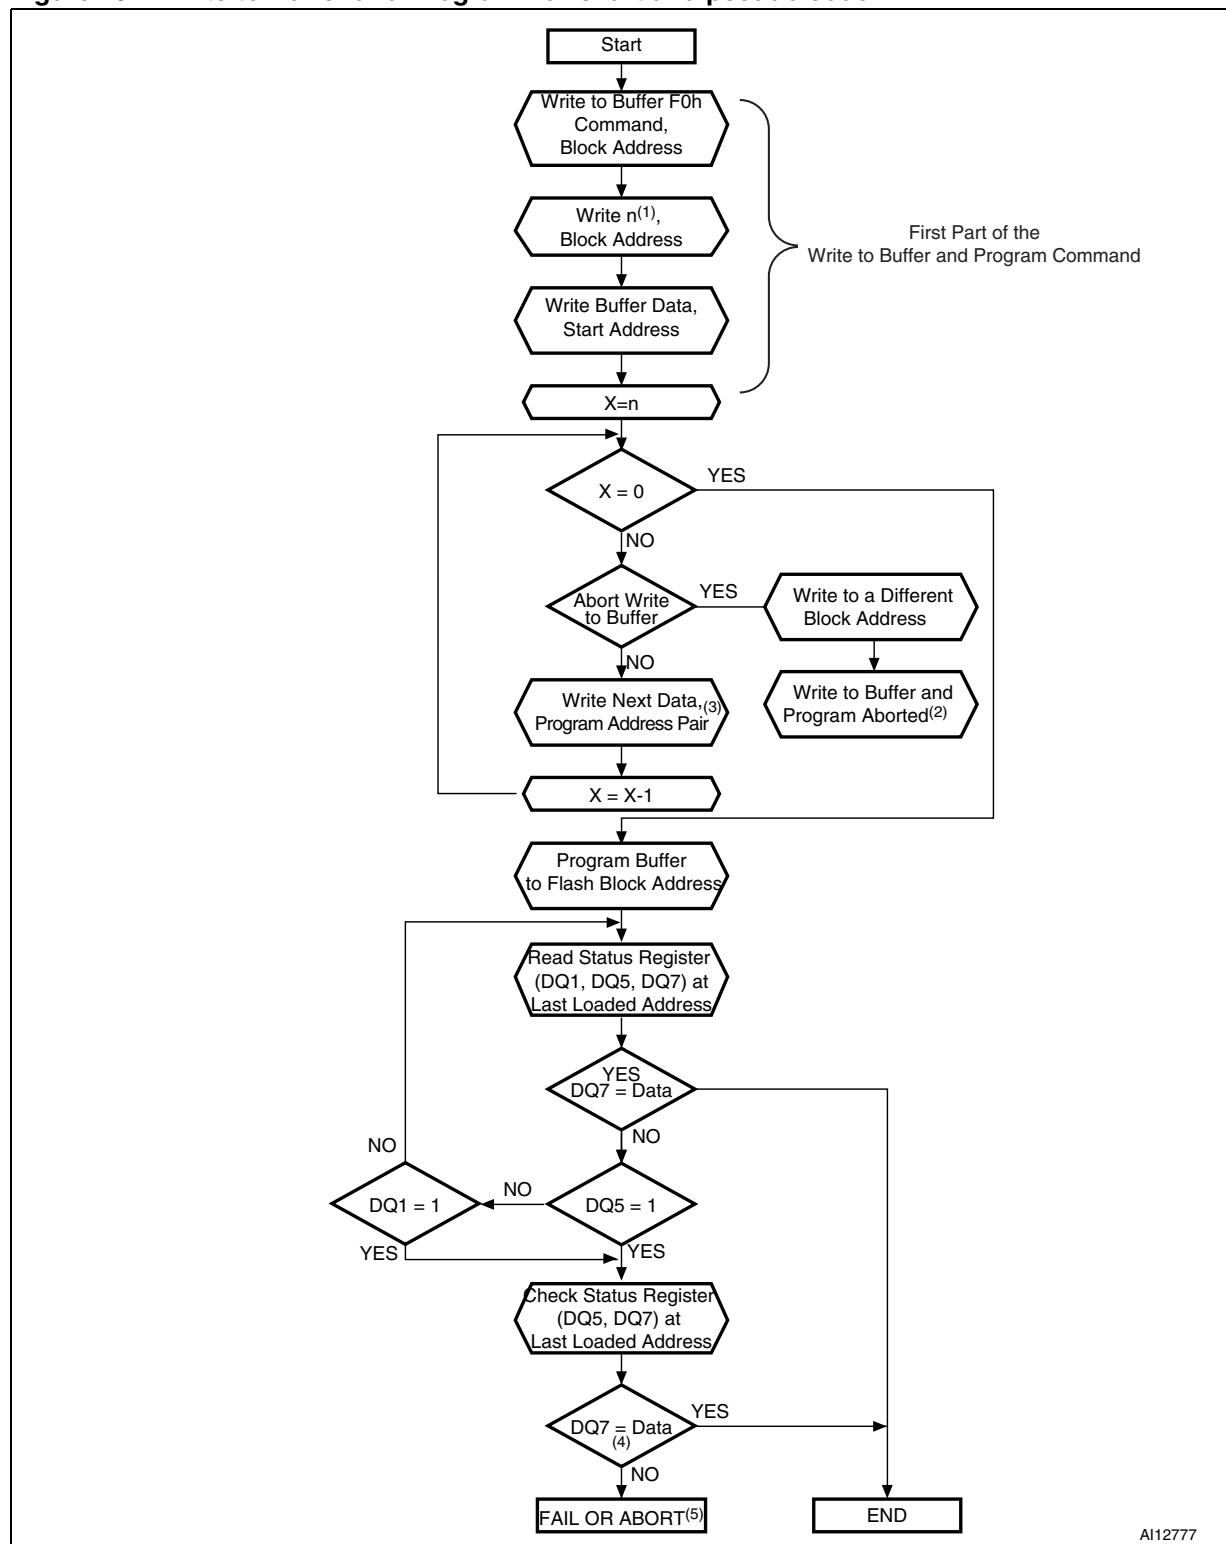 Start
Write to Buffer F0h
Command,
Block Address
Write n(1),
Block Address
First Part of the
Write to Buffer and Program Command
Write Buffer Data,
Start Address
X=n
X = 0
YES
NO
Abort Write
to Buffer
YES
Write to a Different
Block Address
NO
Write Next Data,(3)
Program Address Pair
Write to Buffer and
Program Aborted(2)
X = X-1
Program Buffer
to Flash Block Address
Read Status Register
(DQ1, DQ5, DQ7) at
Last Loaded Address
YES
DQ7 = Data
NO
NO
DQ1 = 1
NO
DQ5 = 1
YES
YES
Check Status Register
(DQ5, DQ7) at
Last Loaded Address
DQ7 = Data
(4)
YES
NO
FAIL OR ABORT(5)
END
AI12777